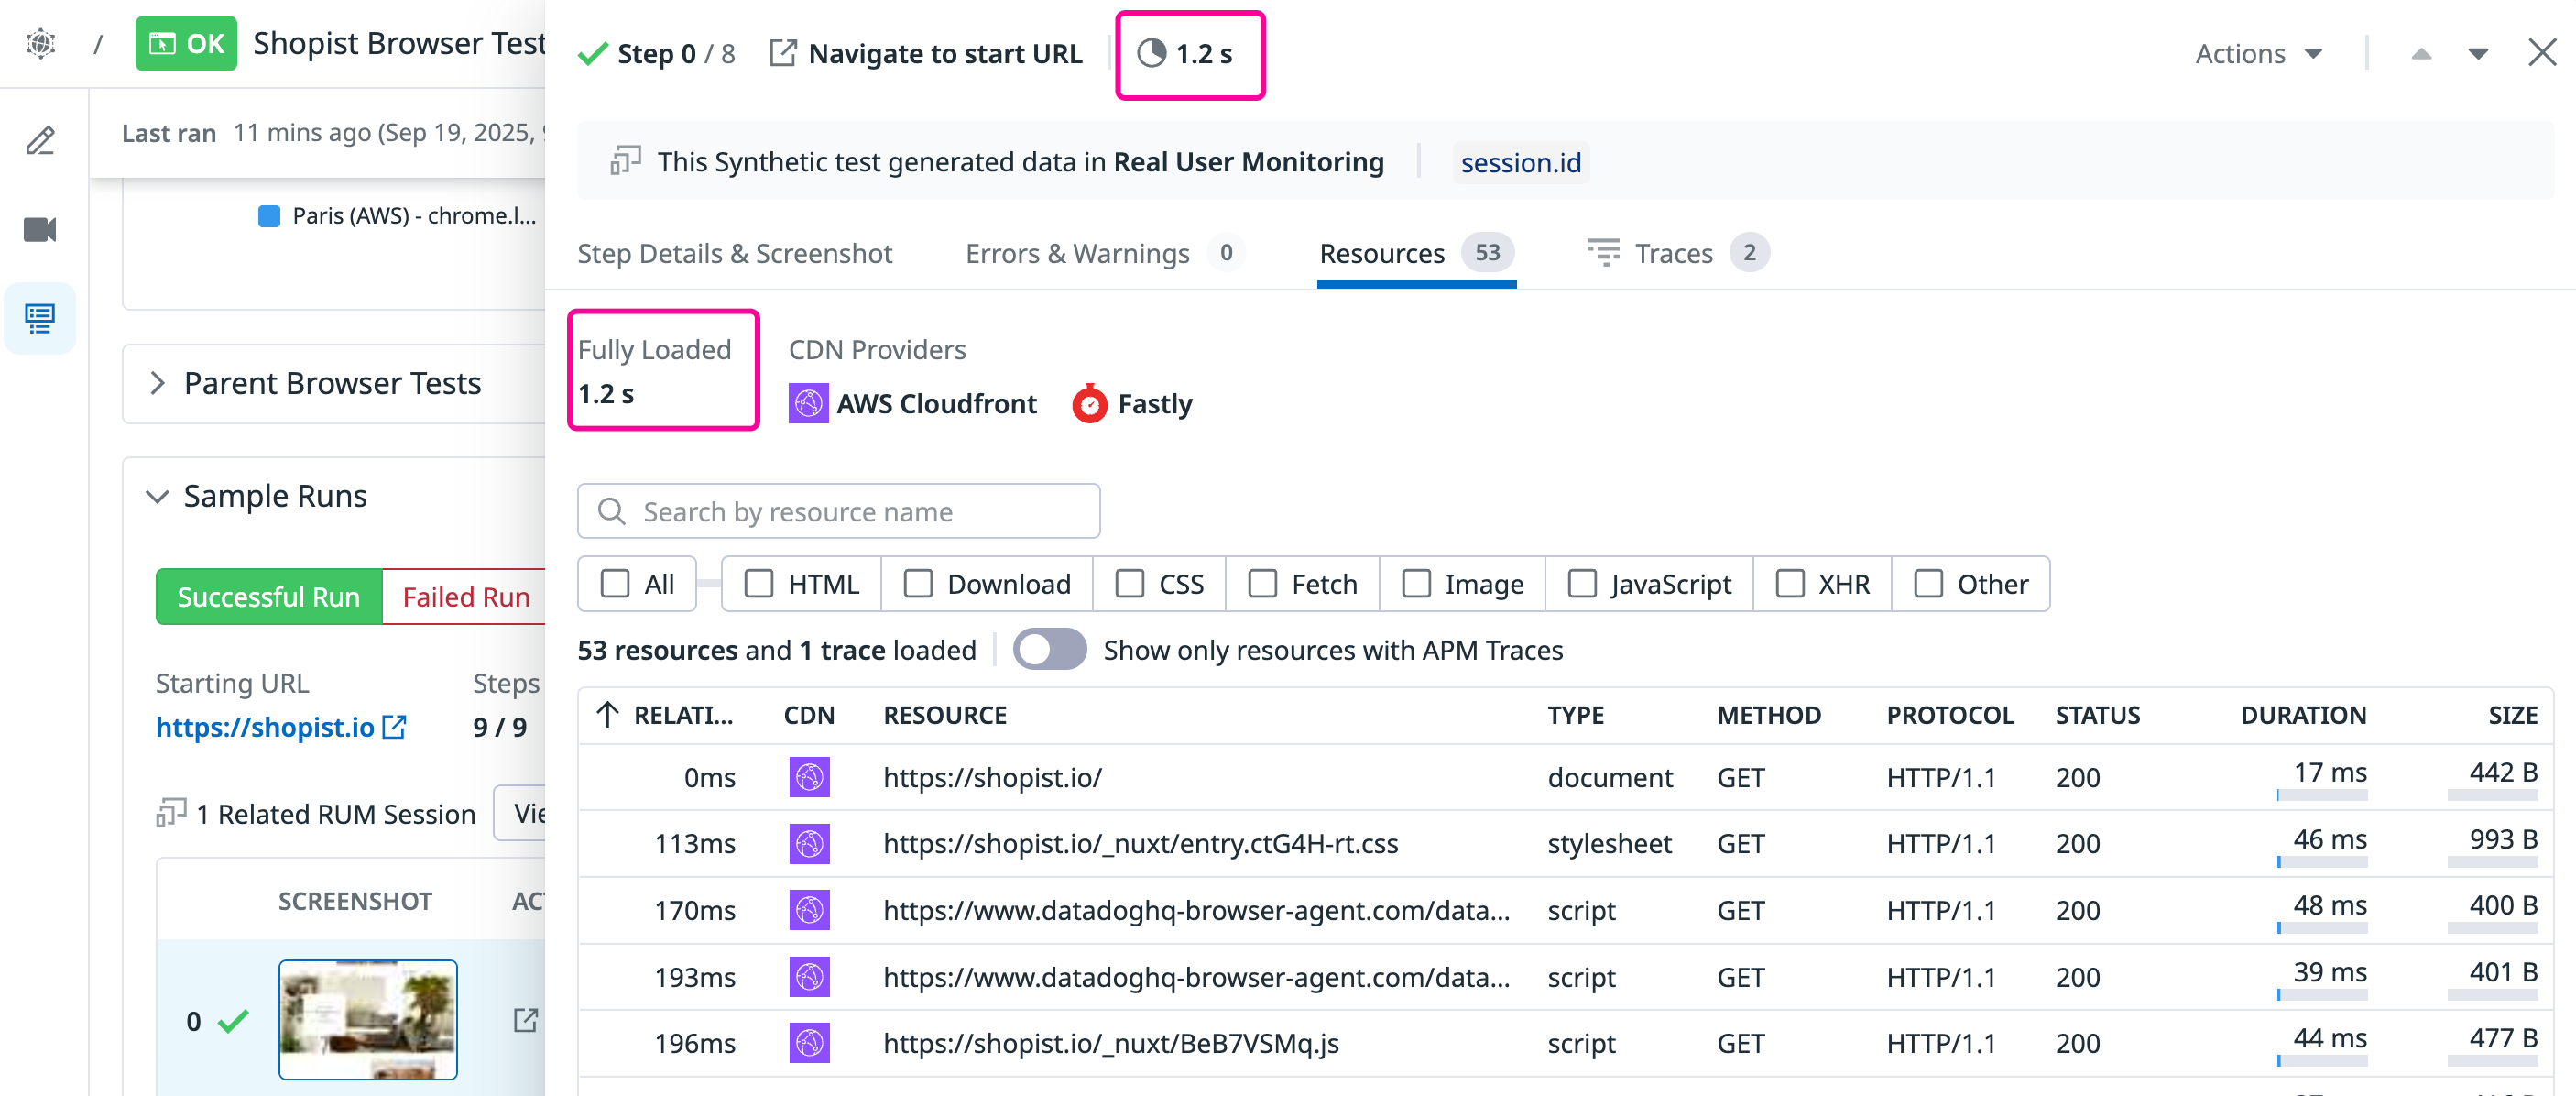 / OK Shopist Browser Test
Last ran 11 mins ago (Sep 19, 2025,
Paris (AWS) - chrome.l...
Parent Browser Tests
Sample Runs
Successful Run Failed Run
Starting URL Steps
https://shopist.io 9 / 9
1 Related RUM Session Vie
SCREENSHOT ACT
0
Step 0 / 8 Navigate to start URL 1.2 s Actions
This Synthetic test generated data in Real User Monitoring session.id
Step Details & Screenshot Errors & Warnings 0 Resources 53 Traces 2
Fully Loaded CDN Providers
1.2 s AWS Cloudfront Fastly
Search by resource name
All HTML Download CSS Fetch Image JavaScript XHR Other
53 resources and 1 trace loaded Show only resources with APM Traces
RELATI... CDN RESOURCE TYPE METHOD PROTOCOL STATUS DURATION SIZE
0ms https://shopist.io/ document GET HTTP/1.1 200 17 ms 442 B
113ms https://shopist.io/_nuxt/entry.ctG4H-rt.css stylesheet GET HTTP/1.1 200 46 ms 993 B
170ms https://www.datadoghq-browser-agent.com/data... script GET HTTP/1.1 200 48 ms 400 B
193ms https://www.datadoghq-browser-agent.com/data... script GET HTTP/1.1 200 39 ms 401 B
196ms https://shopist.io/_nuxt/BeB7VSMq.js script GET HTTP/1.1 200 44 ms 477 B